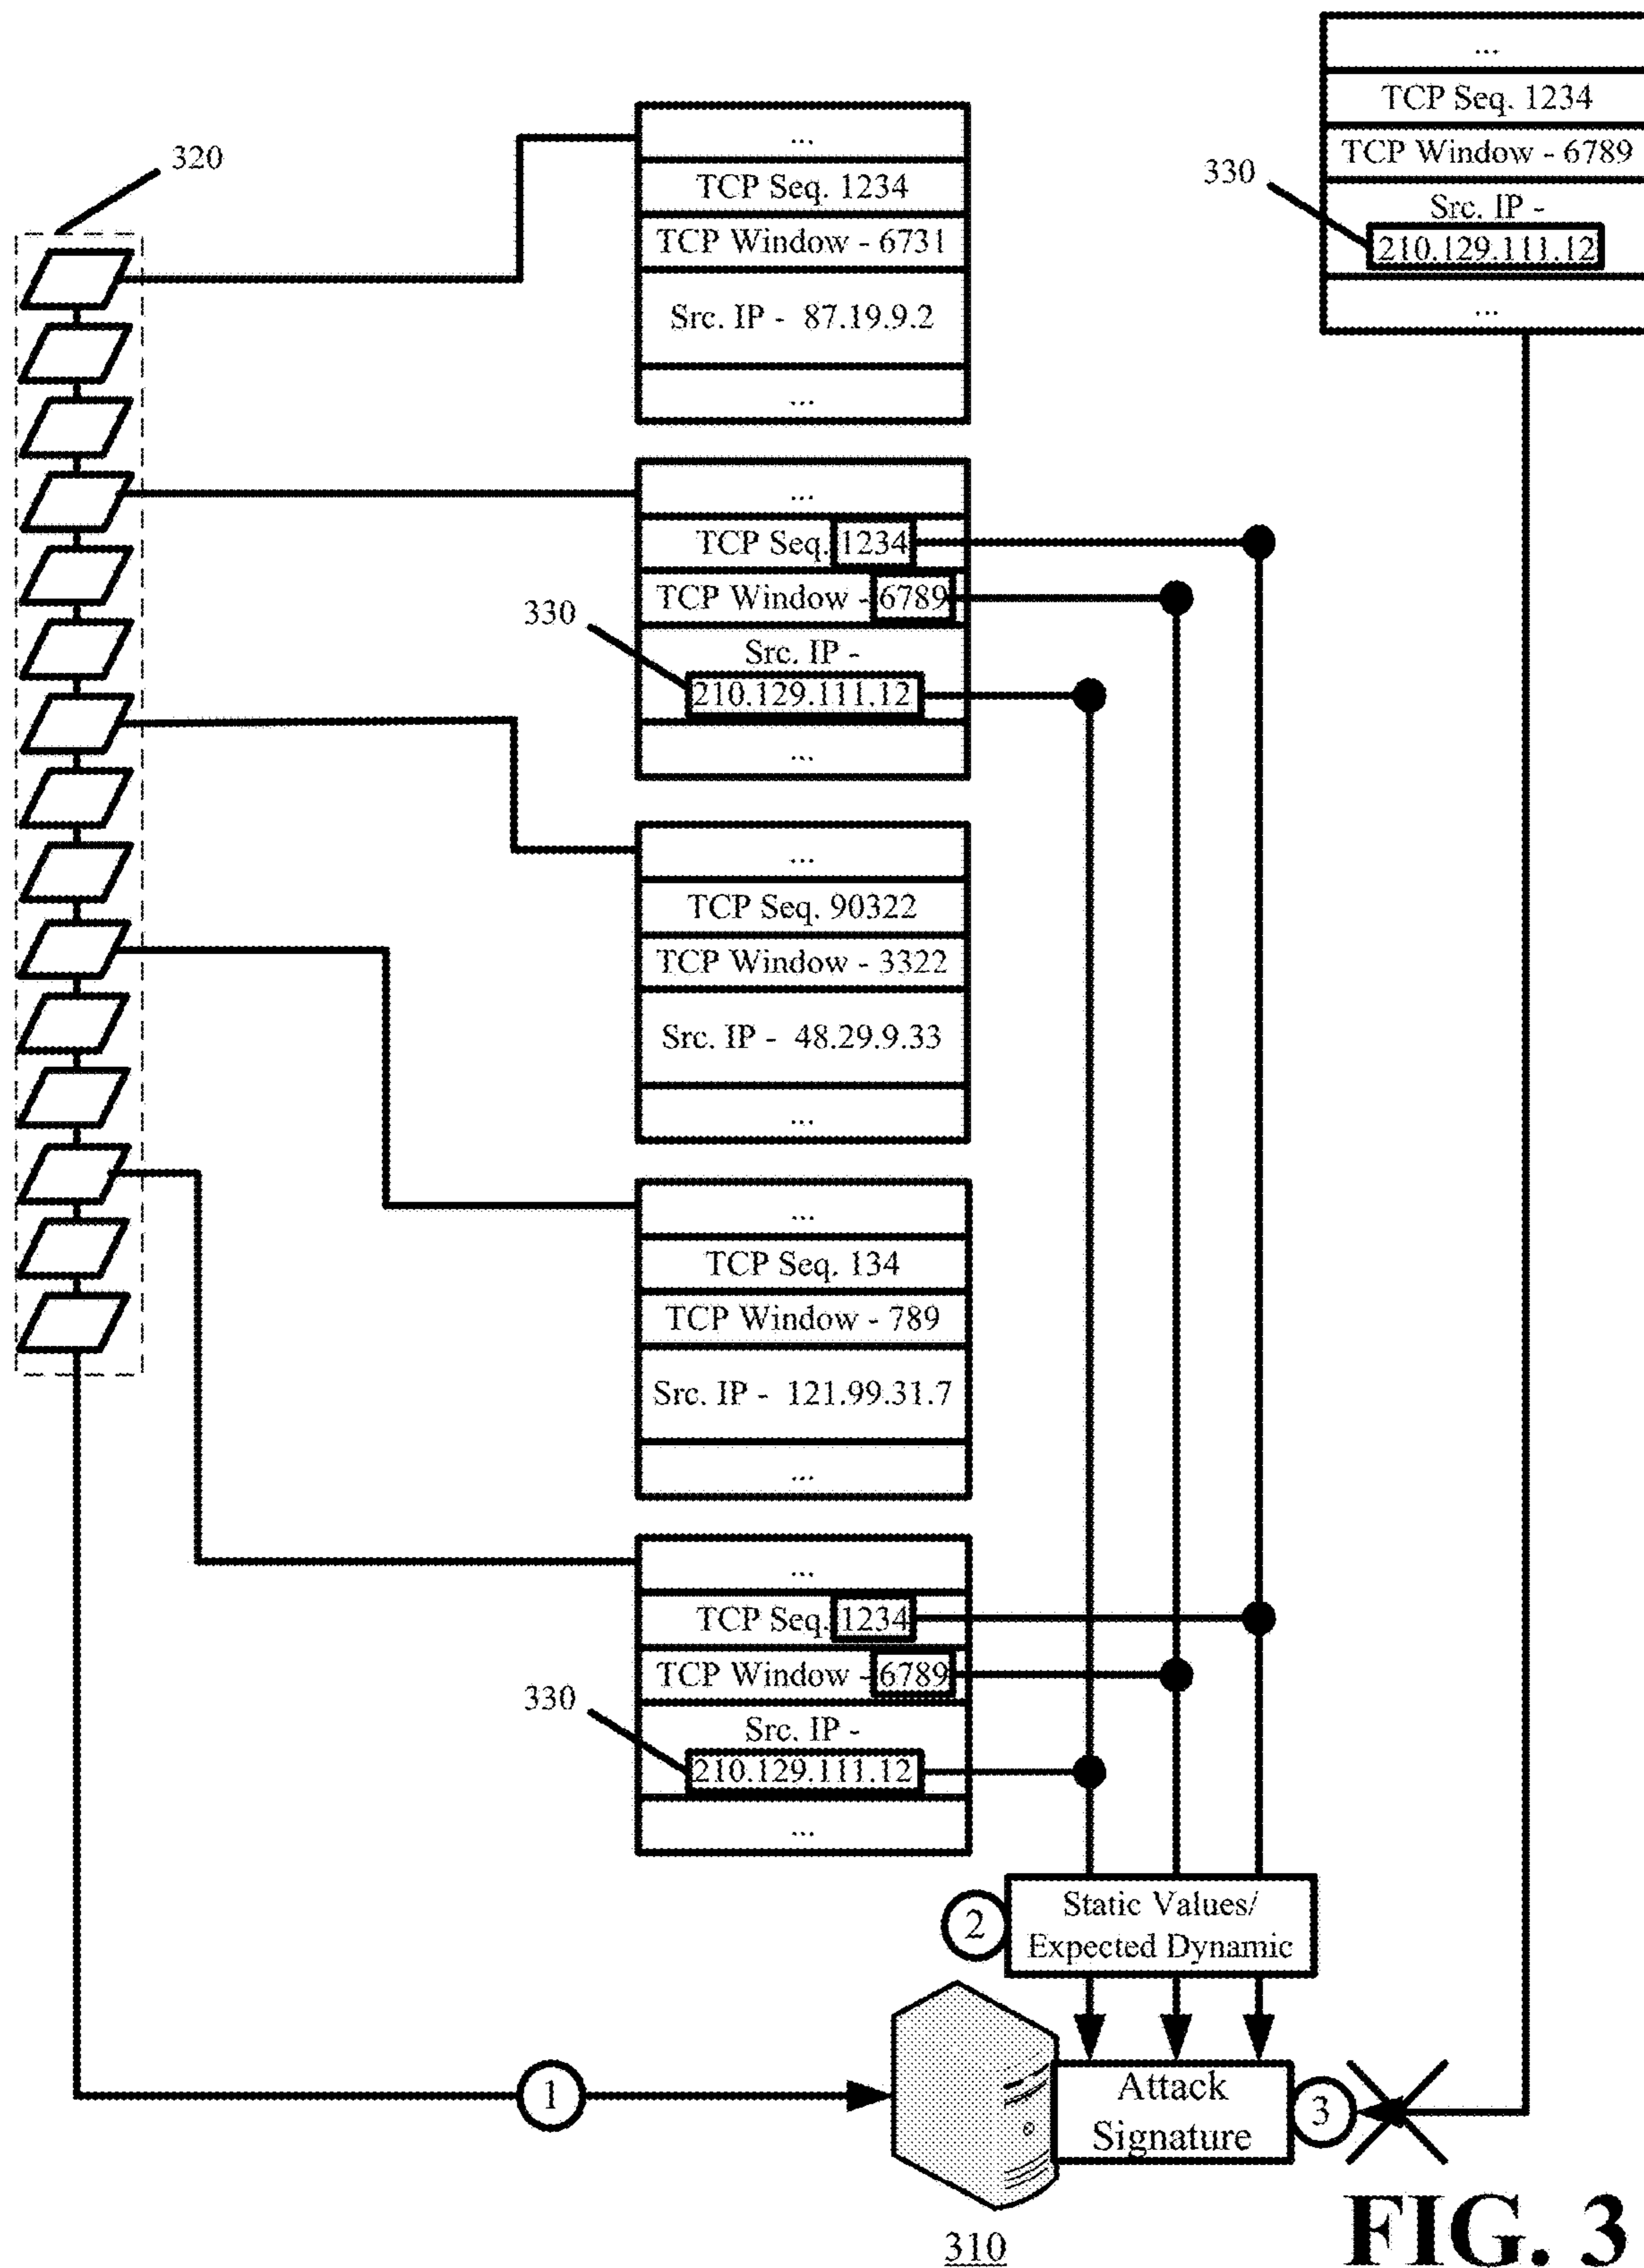 ...
TCP Seq. 1234
TCP Window - 6789
330
Src. IP -
210.129.111.12
...
320
...
TCP Seq. 1234
TCP Window - 6731
Src. IP - 87.19.9.2
...
...
TCP Seq. 1234
TCP Window - 6789
330
Src. IP -
210.129.111.12
...
...
TCP Seq. 90322
TCP Window - 3322
Src. IP - 48.29.9.33
...
...
TCP Seq. 134
TCP Window - 789
Src. IP - 121.99.31.7
...
...
TCP Seq. 1234
TCP Window - 6789
330
Src. IP -
210.129.111.12
...
2
Static Values/
Expected Dynamic
1
Attack
Signature
3
310
FIG. 3